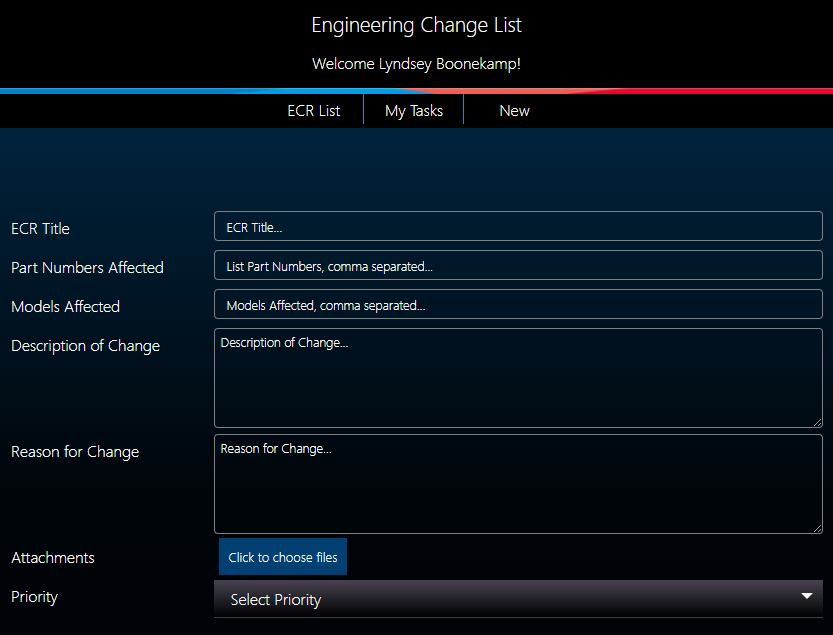 Engineering Change List
Welcome Lyndsey Boonekamp!
ECR List My Tasks New
ECR Title ECR Title...
Part Numbers Affected List Part Numbers, comma separated...
Models Affected Models Affected, comma separated...
Description of Change Description of Change...
Reason for Change Reason for Change...
Attachments Click to choose files
Priority Select Priority